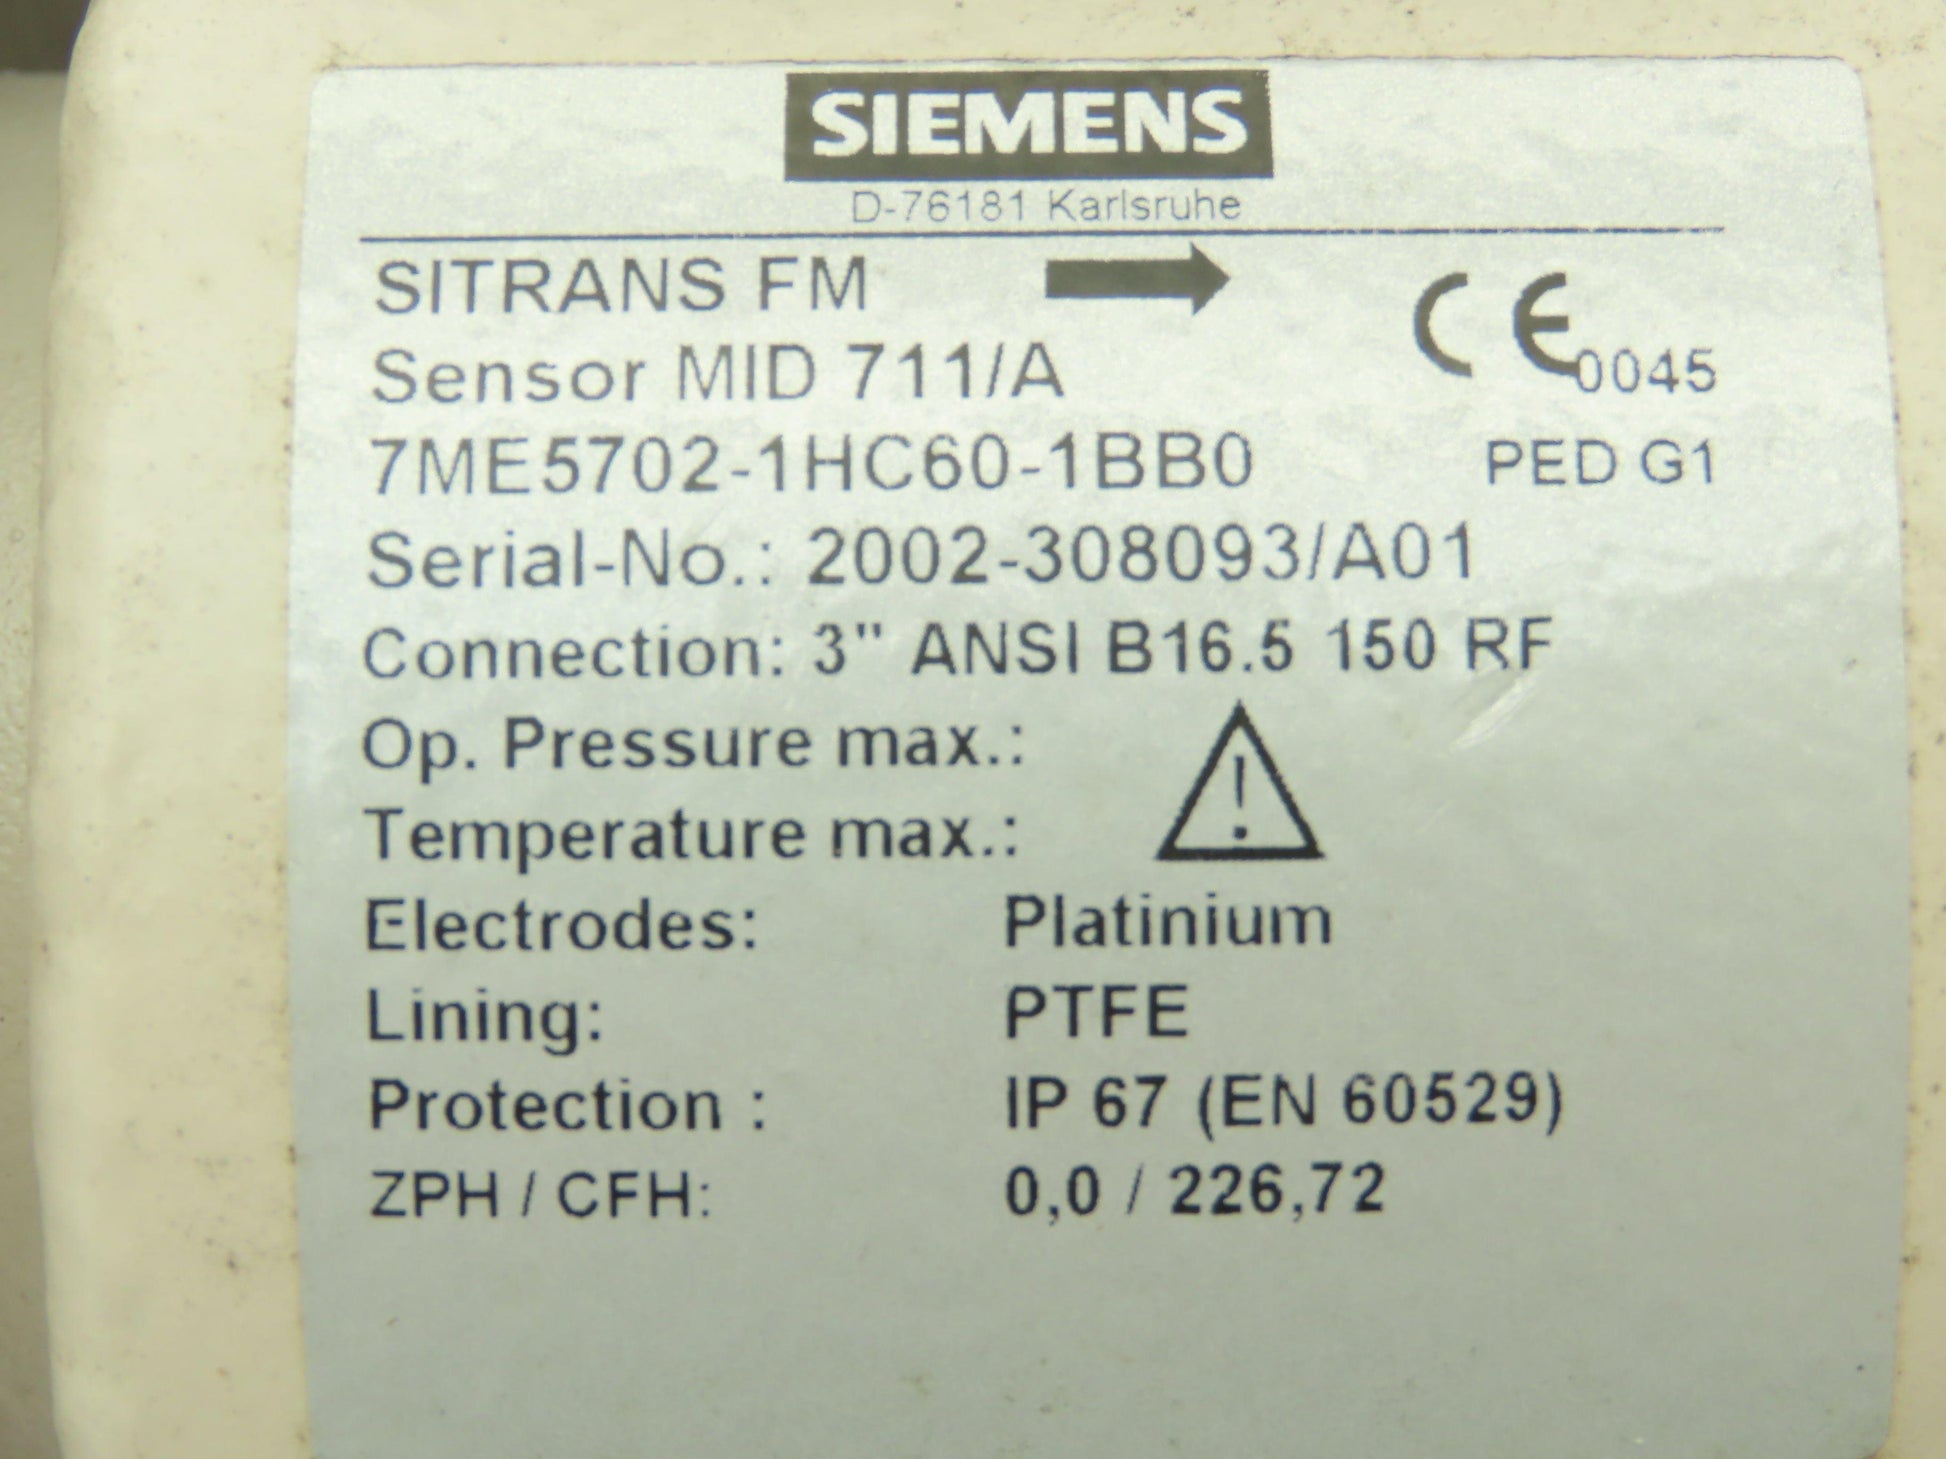 SIEMENS
D-76181 Karlsruhe
SITRANS FM
CE 0045
Sensor MID 711/A
7ME5702-1HC60-1BB0 PED G1
Serial-No.: 2002-308093/A01
Connection: 3" ANSI B16.5 150 RF
Op. Pressure max.:
Temperature max.:
!
Electrodes: Platinium
Lining: PTFE
Protection : IP 67 (EN 60529)
ZPH / CFH: 0,0 / 226,72